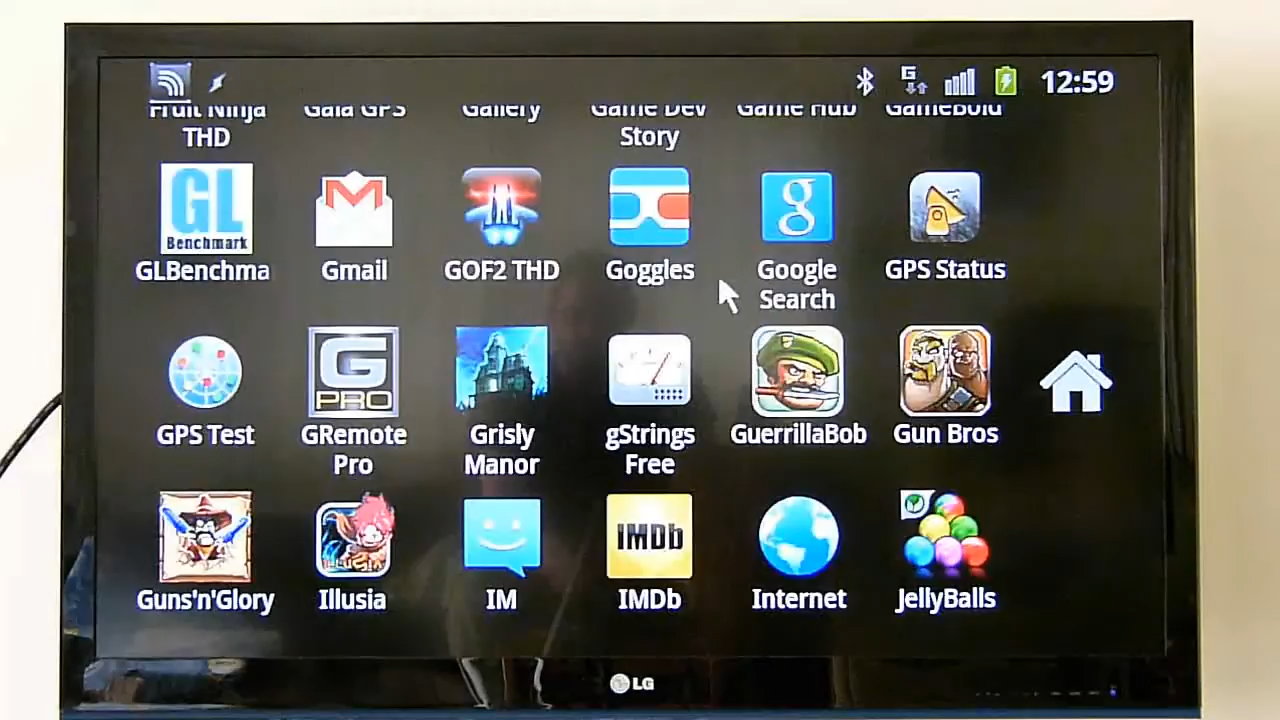 12:59
Fruit Ninja THD
Gaia GPS
Gallery
Game Dev Story
Game Hub
GameBoid
GL Benchmark
GLBenchma
Gmail
GOF2 THD
Goggles
g
Google Search
GPS Status
GPS Test
G PRO
GRemote Pro
Grisly Manor
gStrings Free
GuerrillaBob
Gun Bros
Guns'n'Glory
ILLUSIA
Illusia
IM
IMDb
IMDb
Internet
JellyBalls
LG